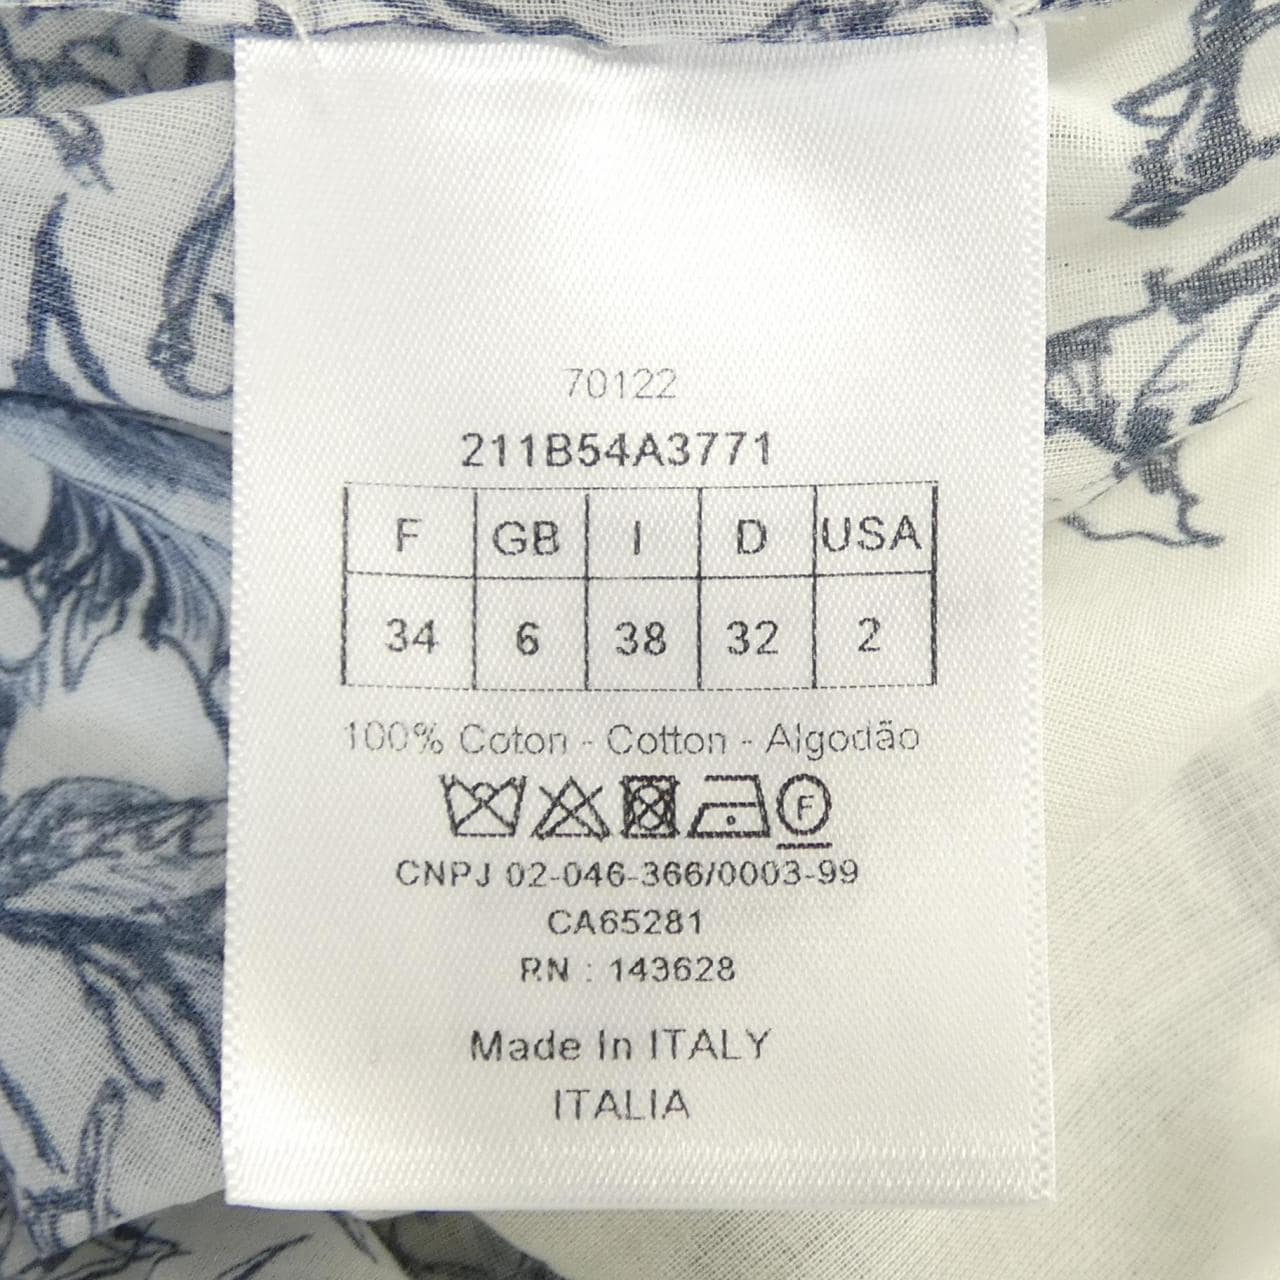 70122
211B54A3771
F GB I D USA
34 6 38 32 2
100% Coton - Cotton - Algodão
F
CNPJ 02-046-366/0003-99
CA65281
RN : 143628
Made In ITALY
ITALIA